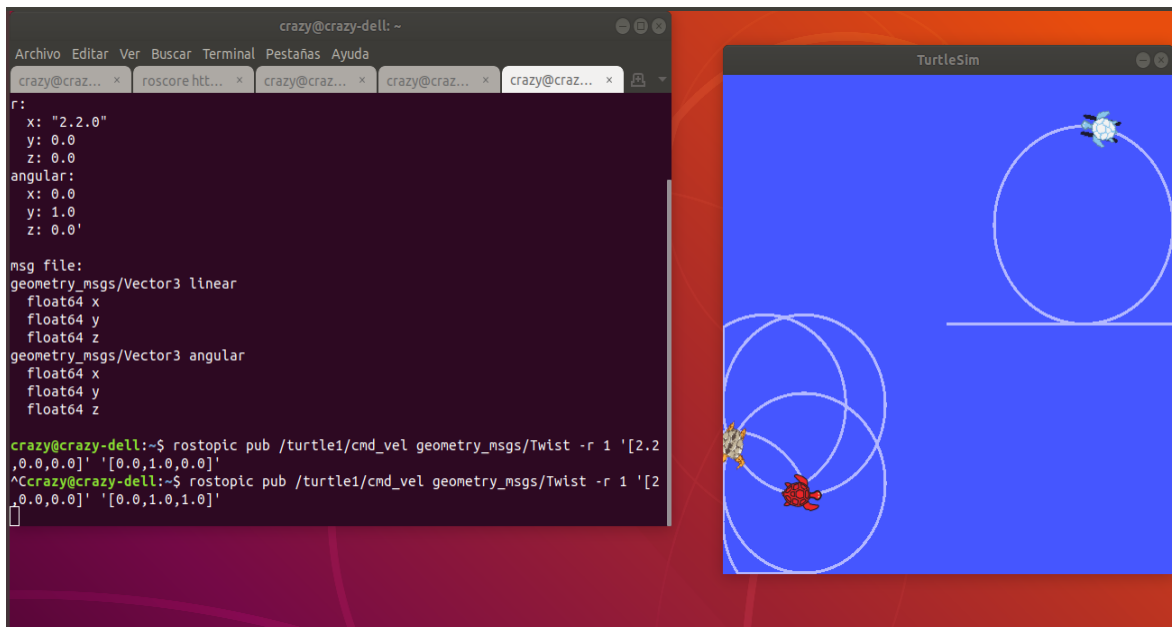 crazy@crazy-dell: ~
Archivo Editar Ver Buscar Terminal Pestañas Ayuda
crazy@craz... × roscore htt... × crazy@craz... × crazy@craz... × crazy@craz... ×
r:
  x: "2.2.0"
  y: 0.0
  z: 0.0
angular:
  x: 0.0
  y: 1.0
  z: 0.0'
msg file:
geometry_msgs/Vector3 linear
  float64 x
  float64 y
  float64 z
geometry_msgs/Vector3 angular
  float64 x
  float64 y
  float64 z
crazy@crazy-dell:~$ rostopic pub /turtle1/cmd_vel geometry_msgs/Twist -r 1 '[2.2
,0.0,0.0]' '[0.0,1.0,0.0]'
^Ccrazy@crazy-dell:~$ rostopic pub /turtle1/cmd_vel geometry_msgs/Twist -r 1 '[2
,0.0,0.0]' '[0.0,1.0,1.0]'
TurtleSim